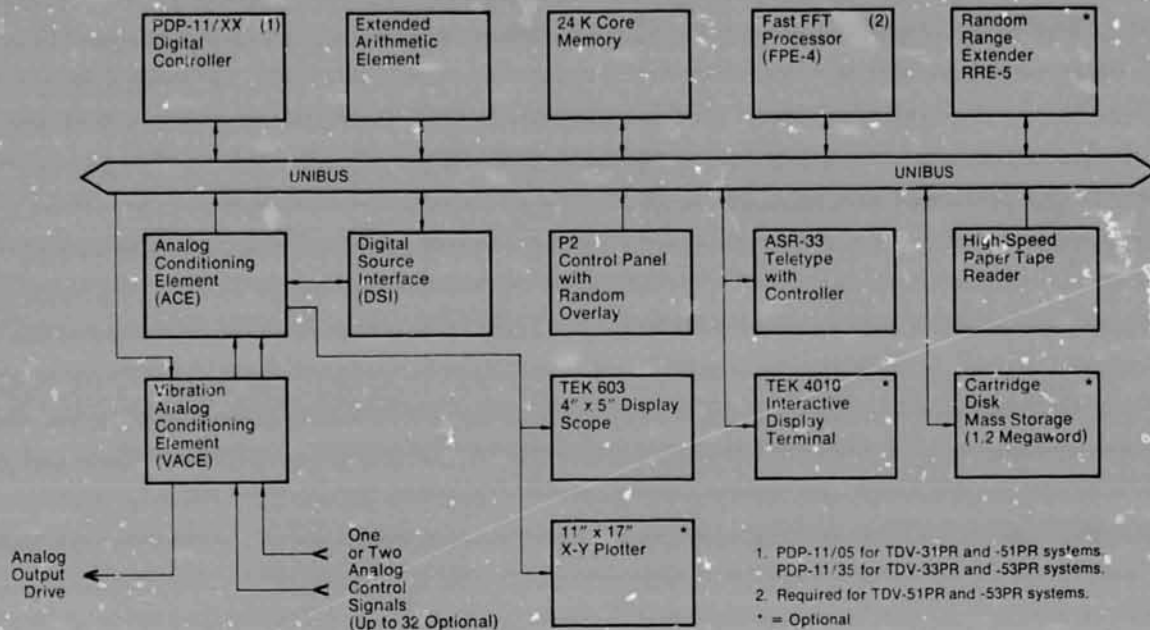 PDP-11/XX (1)
Digital
Controller
Extended
Arithmetic
Element
24 K Core
Memory
Fast FFT (2)
Processor
(FPE-4)
Random *
Range
Extender
RRE-5
UNIBUS
UNIBUS
Analog
Conditioning
Element
(ACE)
Digital
Source
Interface
(DSI)
P2
Control Panel
with
Random
Overlay
ASR-33
Teletype
with
Controller
High-Speed
Paper Tape
Reader
Vibration
Analog
Conditioning
Element
(VACE)
TEK 603
4" x 5" Display
Scope
TEK 4010 *
Interactive
Display
Terminal
Cartridge *
Disk
Mass Storage
(1.2 Megaword)
Analog
Output
Drive
One
or Two
Analog
Control
Signals
(Up to 32 Optional)
11" x 17" *
X-Y Plotter
1. PDP-11/05 for TDV-31PR and -51PR systems.
PDP-11/35 for TDV-33PR and -53PR systems.
2. Required for TDV-51PR and -53PR systems.
* = Optional